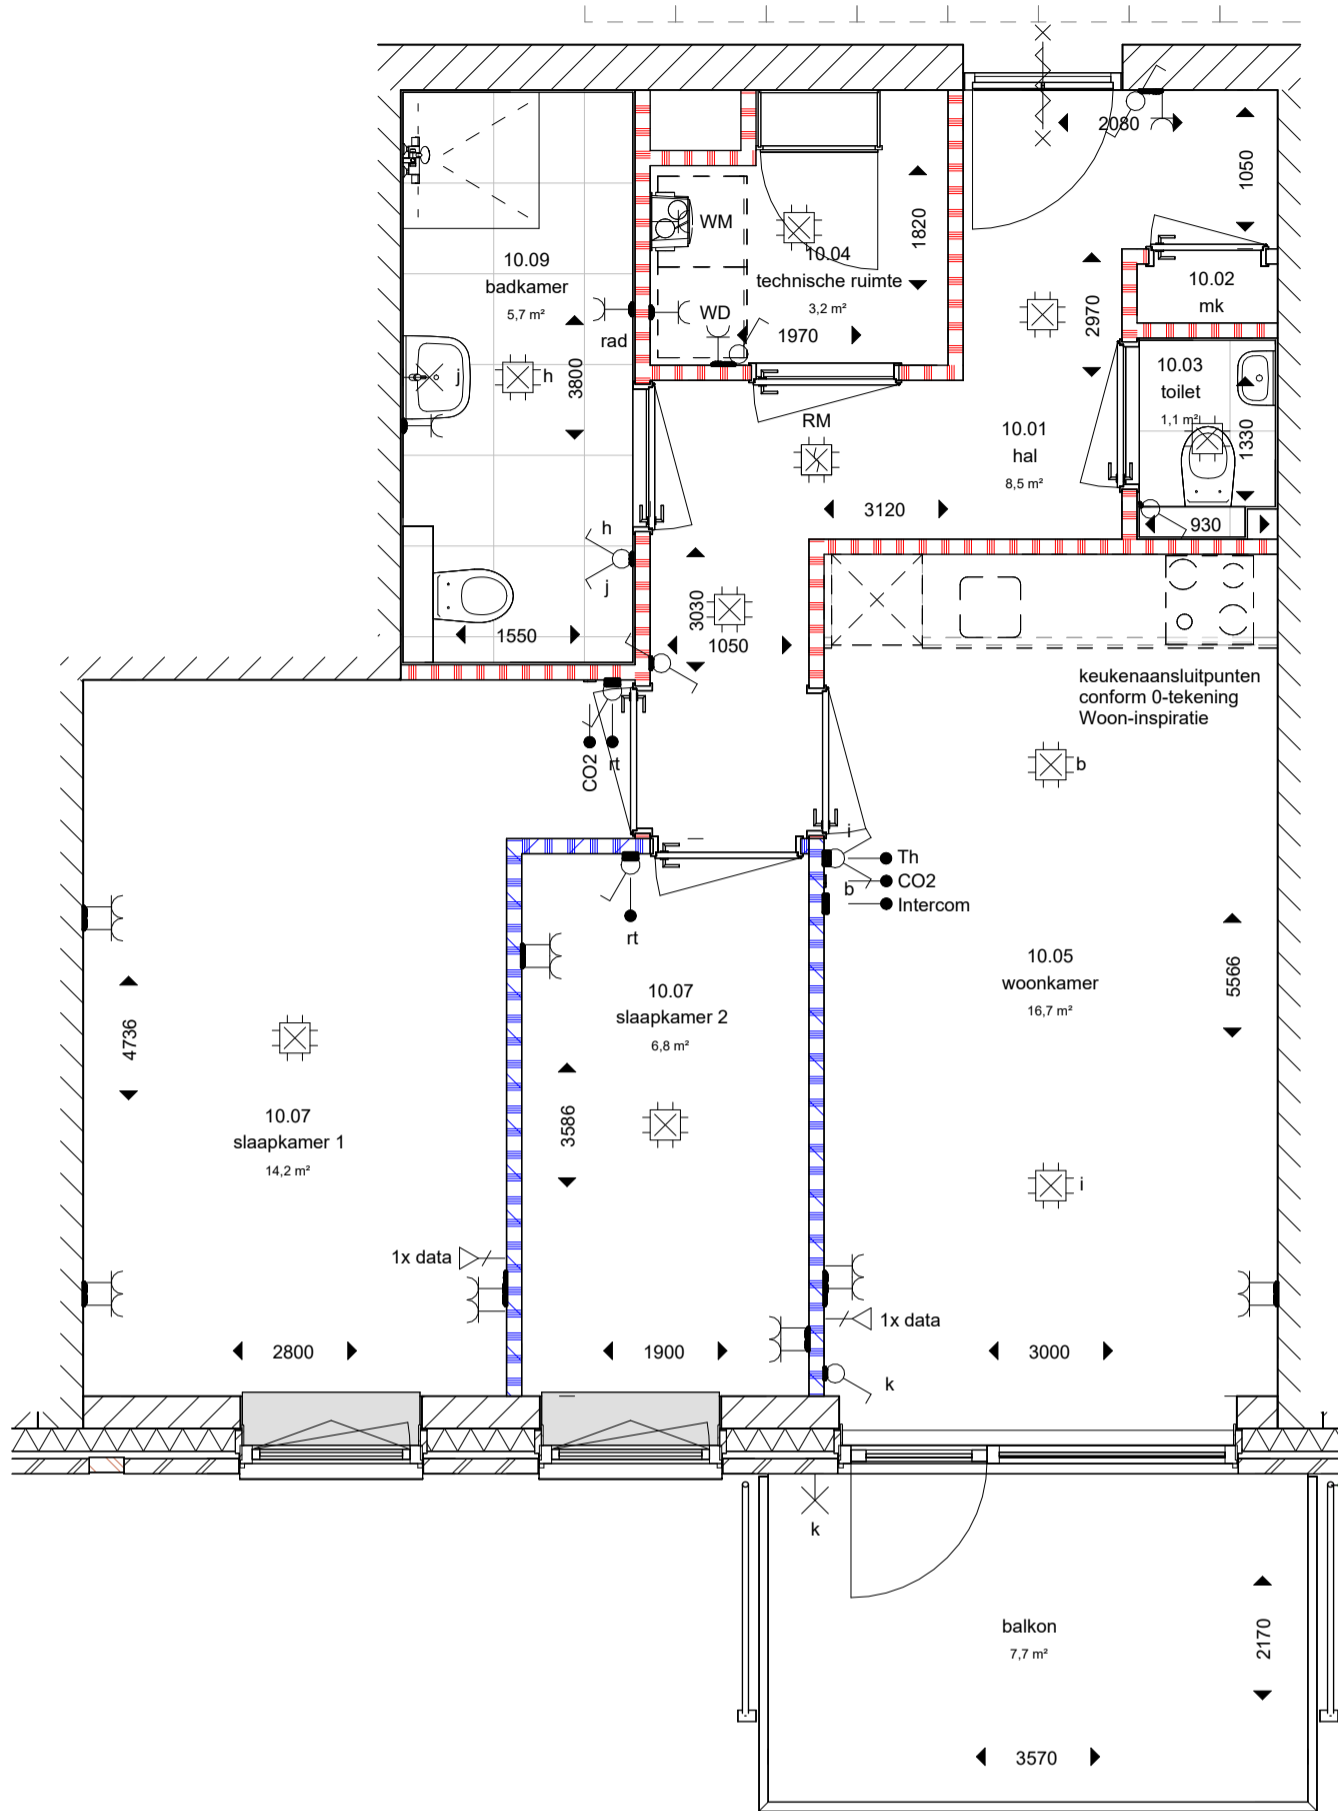 2080
1050
WM
1820
10.04
technische ruimte
3,2 m²
10.09
badkamer
5,7 m²
10.02
mk
2970
WD
rad
1970
10.03
toilet
1,1 m²
j
h
3800
RM
10.01
hal
8,5 m²
1330
3120
930
h
j
3030
1550
1050
keukenaansluitpunten
conform 0-tekening
Woon-inspiratie
CO2
rt
b
i
Th
CO2
b
Intercom
rt
10.05
woonkamer
16,7 m²
5566
10.07
slaapkamer 2
6,8 m²
4736
10.07
slaapkamer 1
14,2 m²
3586
i
1x data
1x data
2800
1900
3000
k
k
balkon
7,7 m²
2170
3570